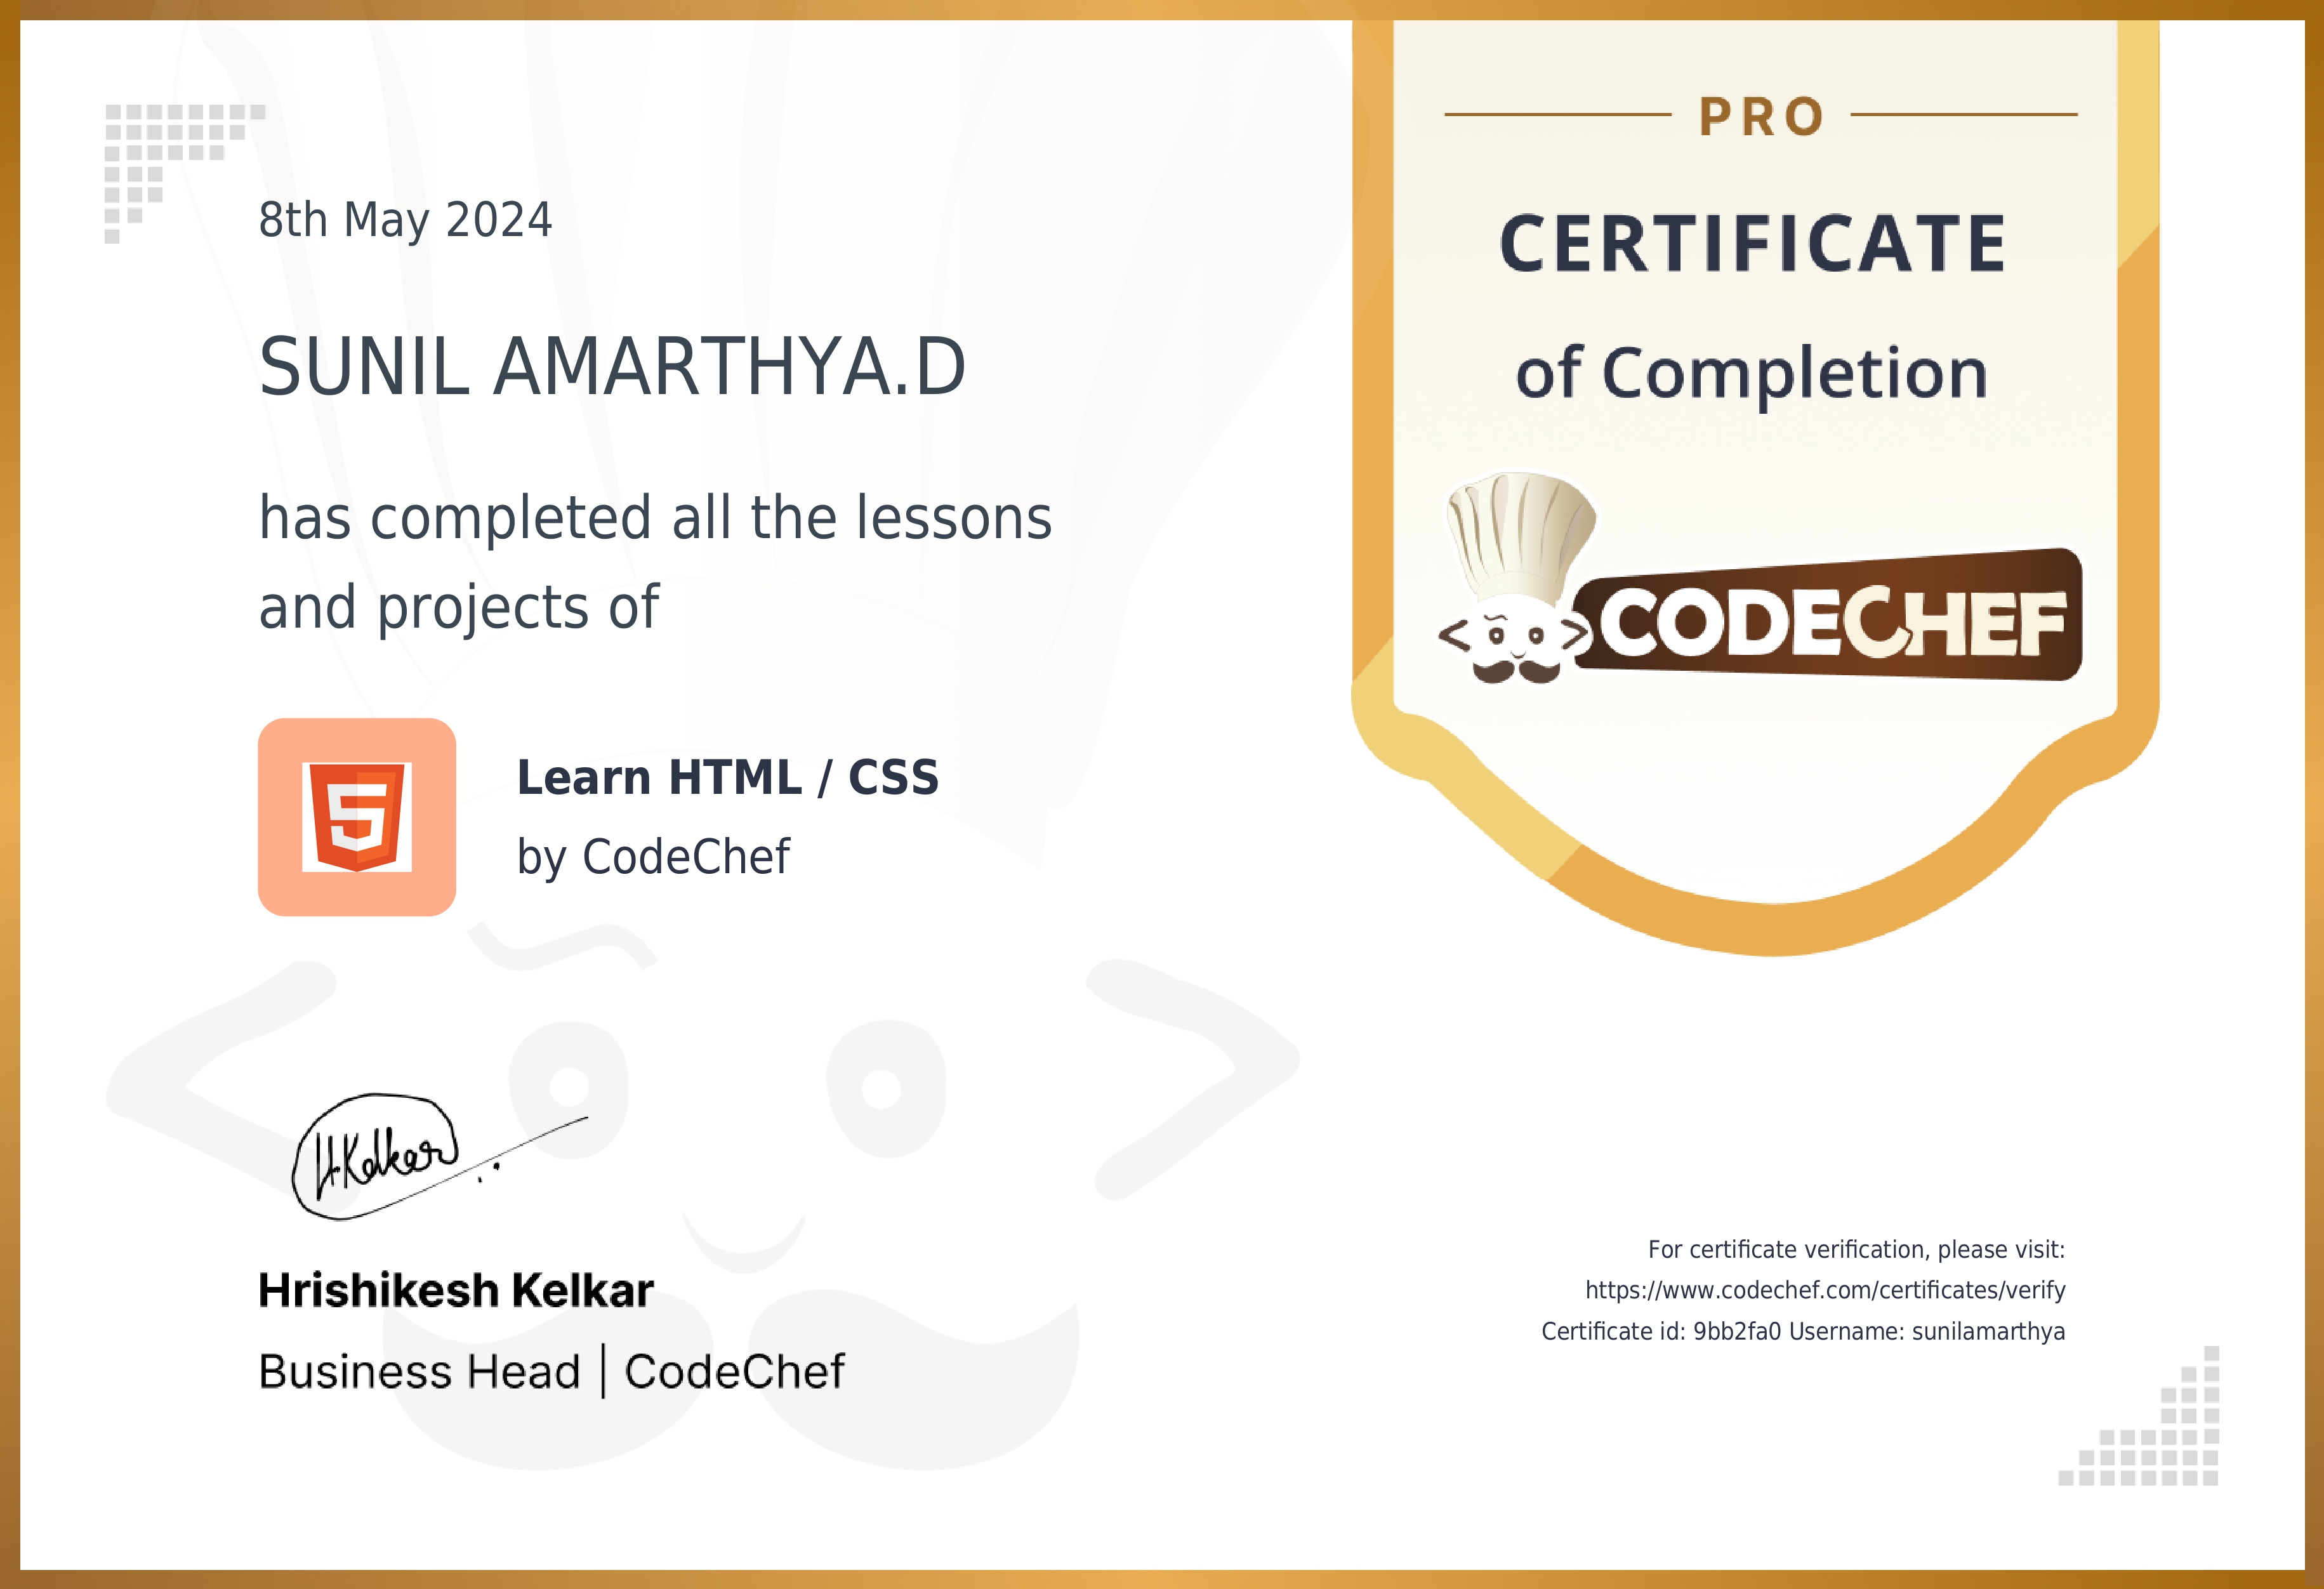 8th May 2024
SUNIL AMARTHYA.D
has completed all the lessons
and projects of
Learn HTML / CSS
by CodeChef
HKelkar
Hrishikesh Kelkar
Business Head | CodeChef
PRO
CERTIFICATE
of Completion
CODECHEF
For certificate verification, please visit:
https://www.codechef.com/certificates/verify
Certificate id: 9bb2fa0 Username: sunilamarthya